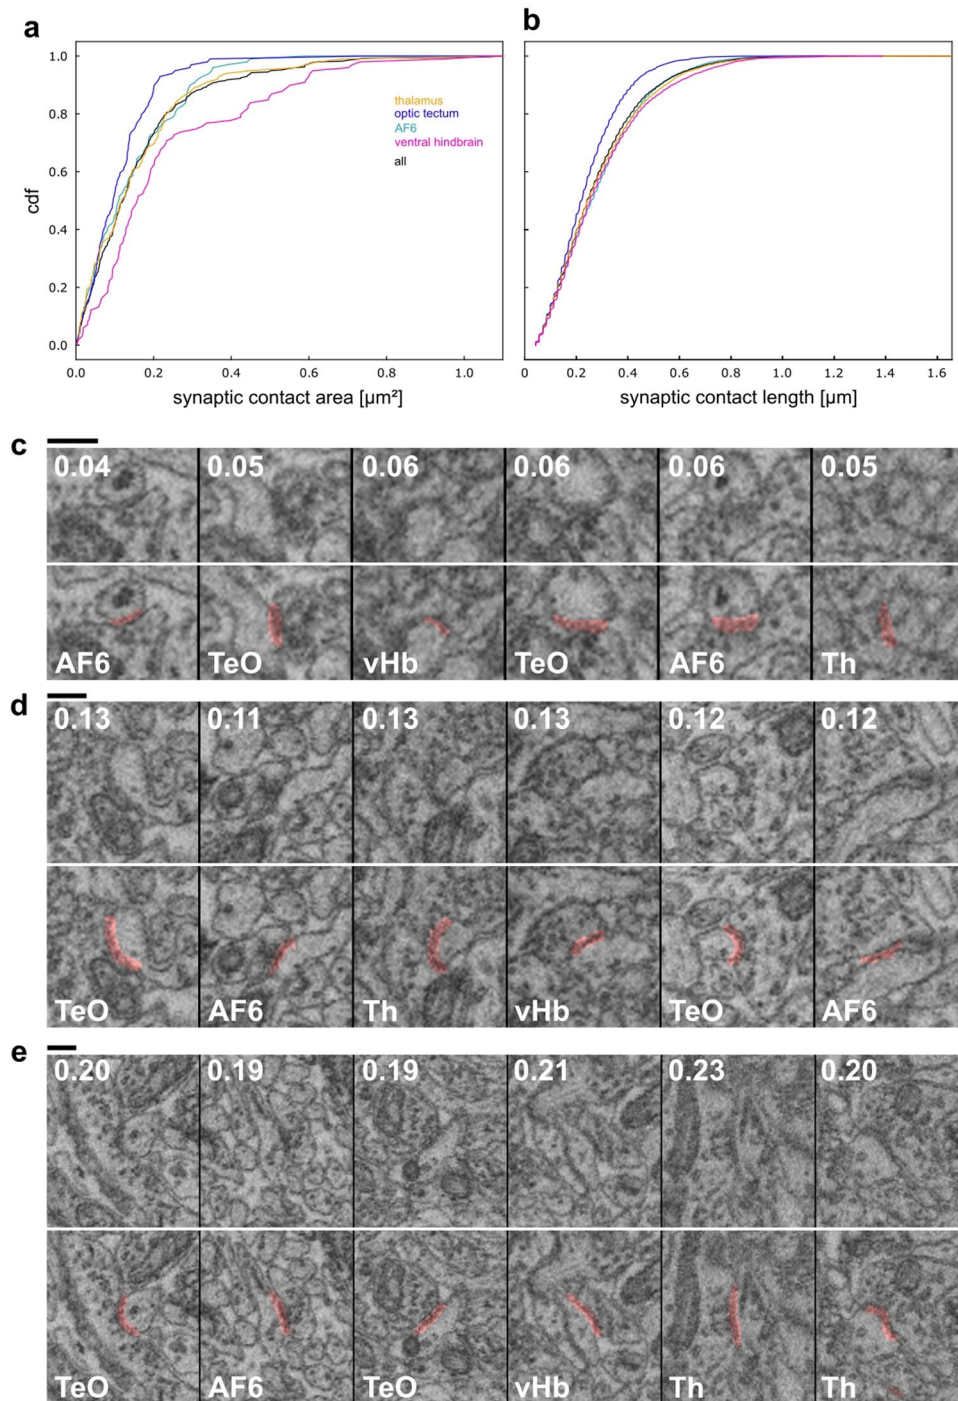 a
b
1.0
0.8
0.6
0.4
0.2
0.0
cdf
thalamus
optic tectum
AF6
ventral hindbrain
all
0.0 0.2 0.4 0.6 0.8 1.0
synaptic contact area [µm²]
0 0.2 0.4 0.6 0.8 1.0 1.2 1.4 1.6
synaptic contact length [µm]
c
0.04 0.05 0.06 0.06 0.06 0.05
AF6 TeO vHb TeO AF6 Th
d
0.13 0.11 0.13 0.13 0.12 0.12
TeO AF6 Th vHb TeO AF6
e
0.20 0.19 0.19 0.21 0.23 0.20
TeO AF6 TeO vHb Th Th